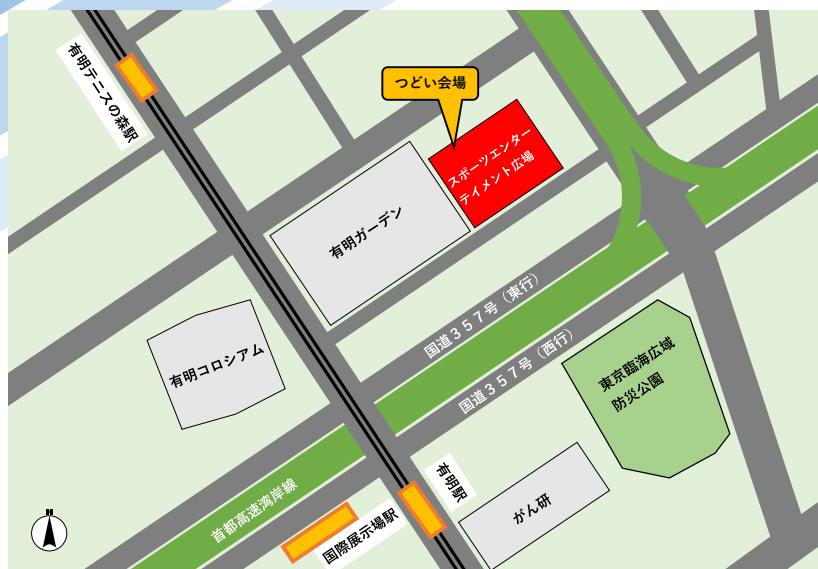 有明テニスの森駅
つどい会場
スポーツエンター
テイメント広場
有明ガーデン
国道３５７号（東行）
国道３５７号（西行）
有明コロシアム
東京臨海広域
防災公園
有明駅
がん研
首都高速湾岸線
国際展示場駅
N